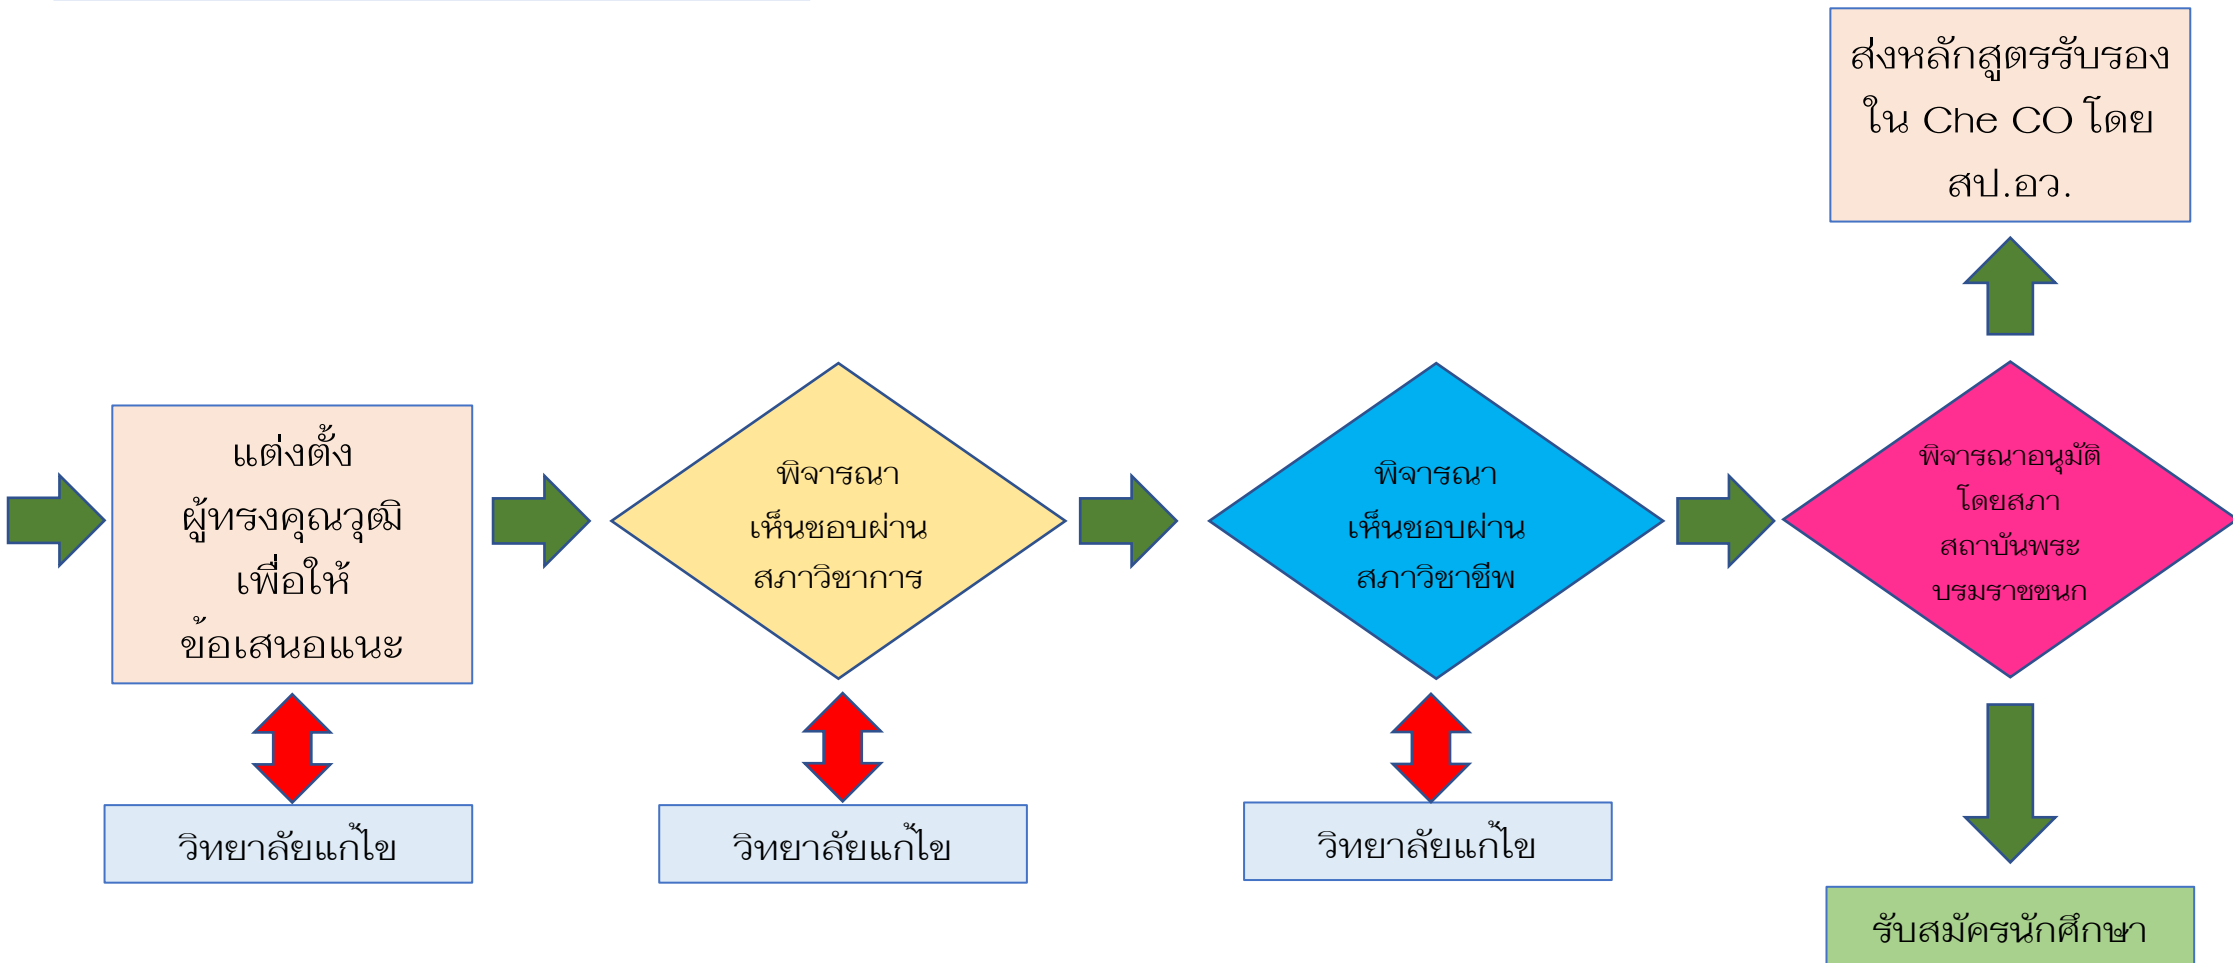 ส่งหลักสูตรรับรอง
ใน Che CO โดย
สป.อว.
แต่งตั้ง
ผู้ทรงคุณวุฒิ
เพื่อให้
ข้อเสนอแนะ
พิจารณา
เห็นชอบผ่าน
สภาวิชาการ
พิจารณา
เห็นชอบผ่าน
สภาวิชาชีพ
พิจารณาอนุมัติ
โดยสภา
สถาบันพระ
บรมราชชนก
วิทยาลัยแก้ไข
วิทยาลัยแก้ไข
วิทยาลัยแก้ไข
รับสมัครนักศึกษา